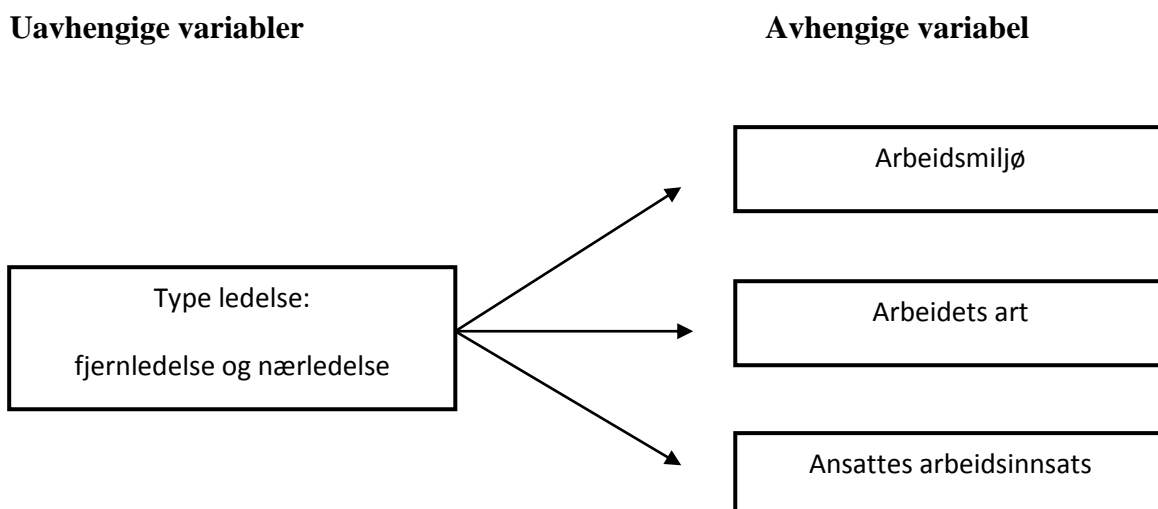 Uavhengige variabler
Avhengige variabel
Arbeidsmiljø
Type ledelse:
fjernledelse og nærledelse
Arbeidets art
Ansattes arbeidsinnsats